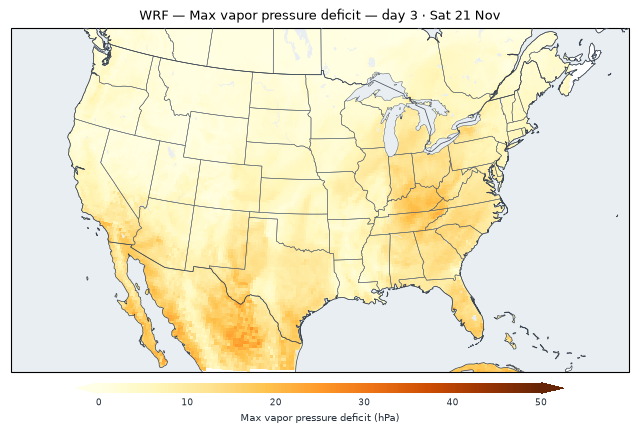 WRF — Max vapor pressure deficit — day 3 · Sat 21 Nov
0 10 20 30 40 50
Max vapor pressure deficit (hPa)